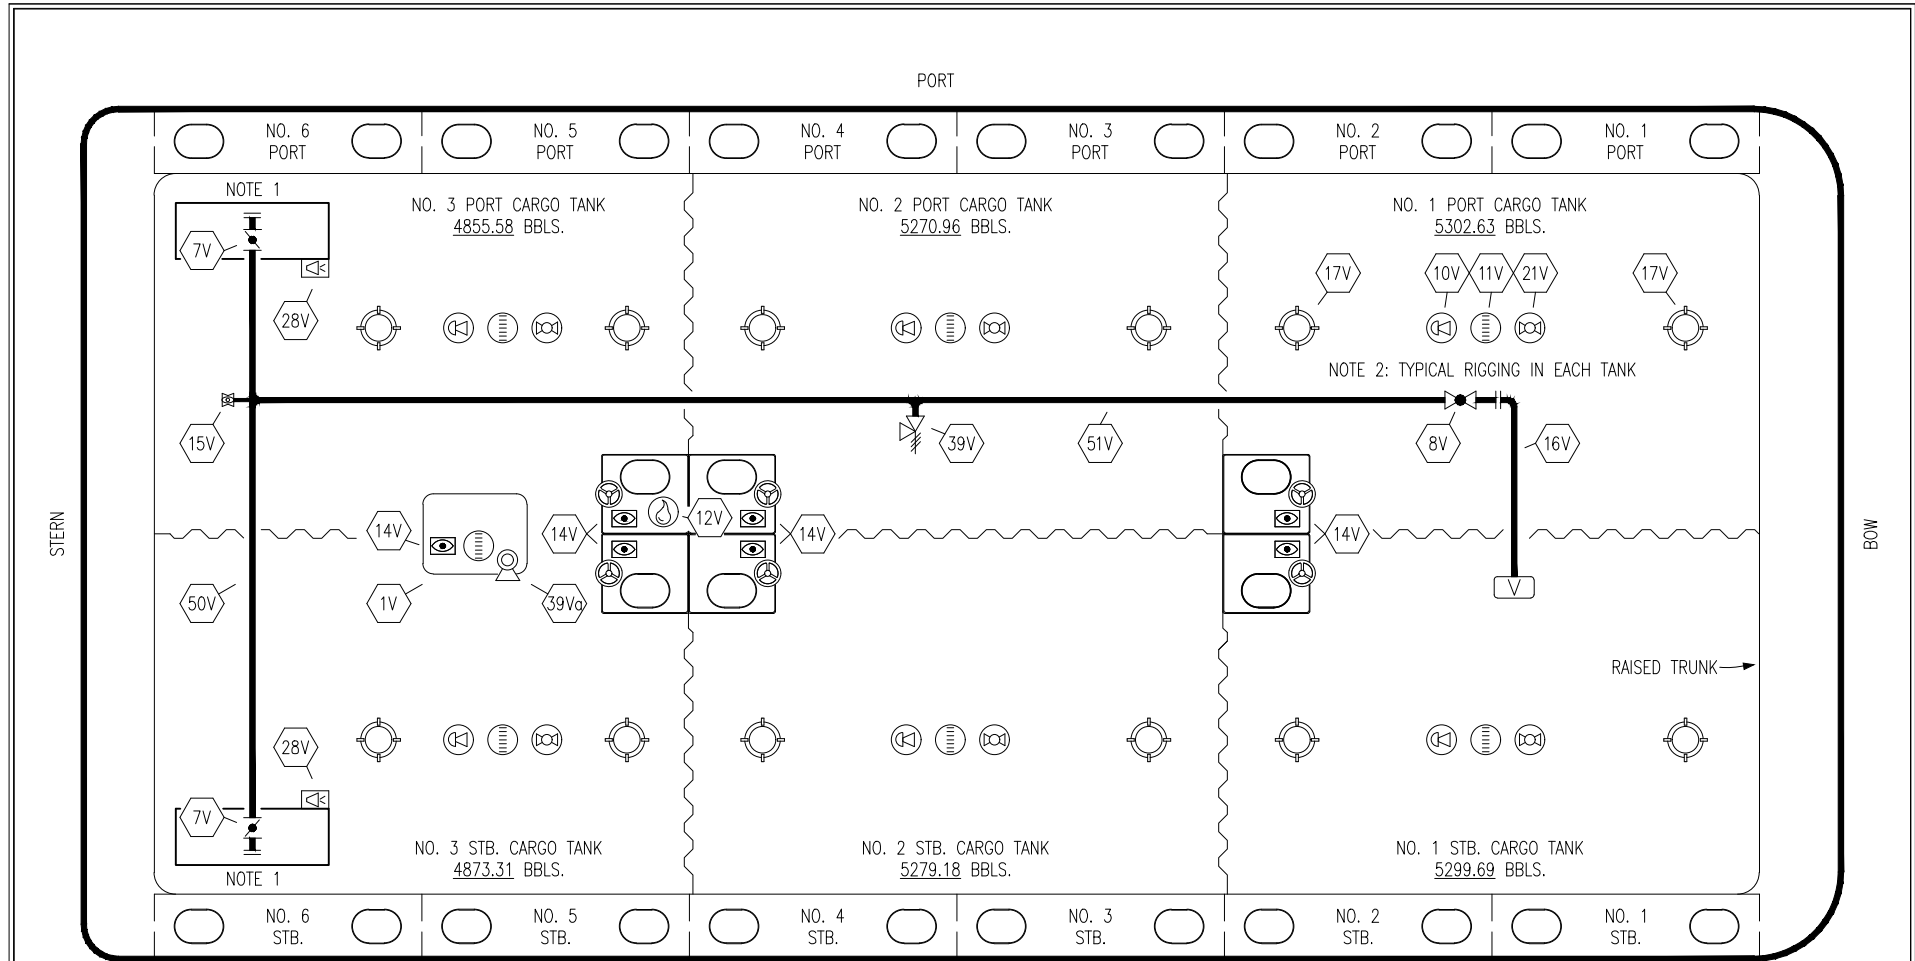 PORT
NO. 6
PORT
NO. 5
PORT
NO. 4
PORT
NO. 3
PORT
NO. 2
PORT
NO. 1
PORT
NOTE 1
NO. 3 PORT CARGO TANK
4855.58 BBLS.
NO. 2 PORT CARGO TANK
5270.96 BBLS.
NO. 1 PORT CARGO TANK
5302.63 BBLS.
7V
28V
17V
10V
11V
21V
17V
NOTE 2: TYPICAL RIGGING IN EACH TANK
15V
39V
51V
8V
16V
STERN
14V
14V
12V
14V
14V
BOW
50V
1V
39Va
V
RAISED TRUNK
28V
7V
NO. 3 STB. CARGO TANK
4873.31 BBLS.
NO. 2 STB. CARGO TANK
5279.18 BBLS.
NO. 1 STB. CARGO TANK
5299.69 BBLS.
NOTE 1
NO. 6
STB.
NO. 5
STB.
NO. 4
STB.
NO. 3
STB.
NO. 2
STB.
NO. 1
STB.